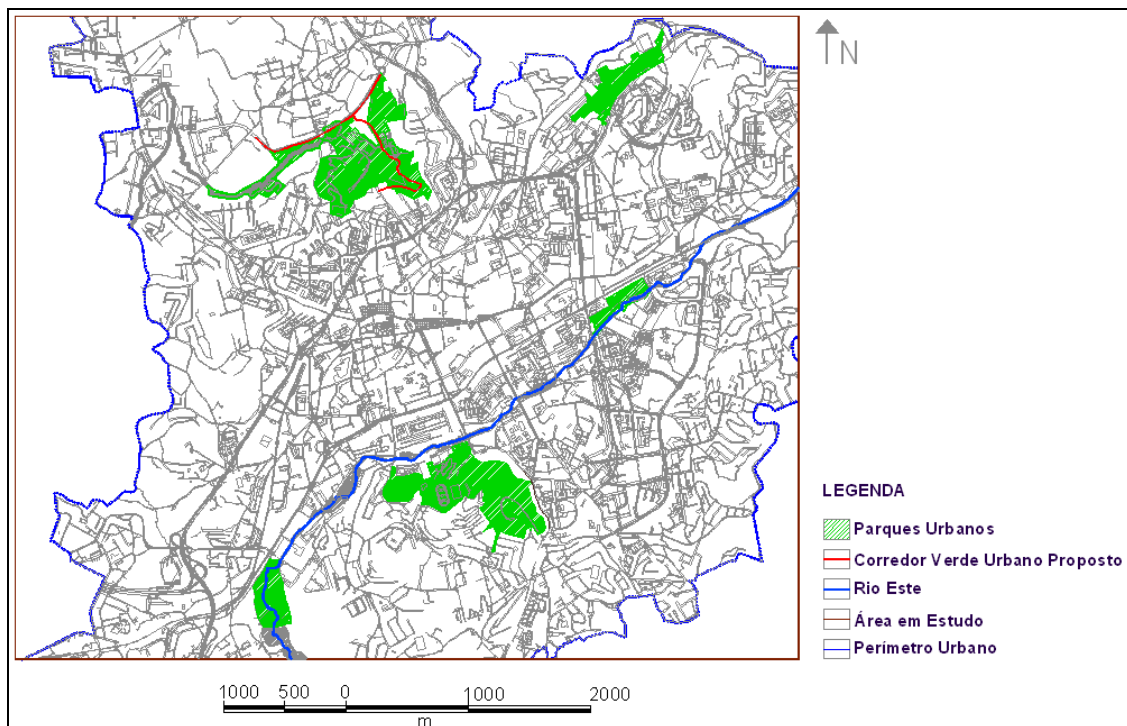 N
LEGENDA
Parques Urbanos
Corredor Verde Urbano Proposto
Rio Este
Área em Estudo
Perímetro Urbano
1000 500 0 1000 2000
m